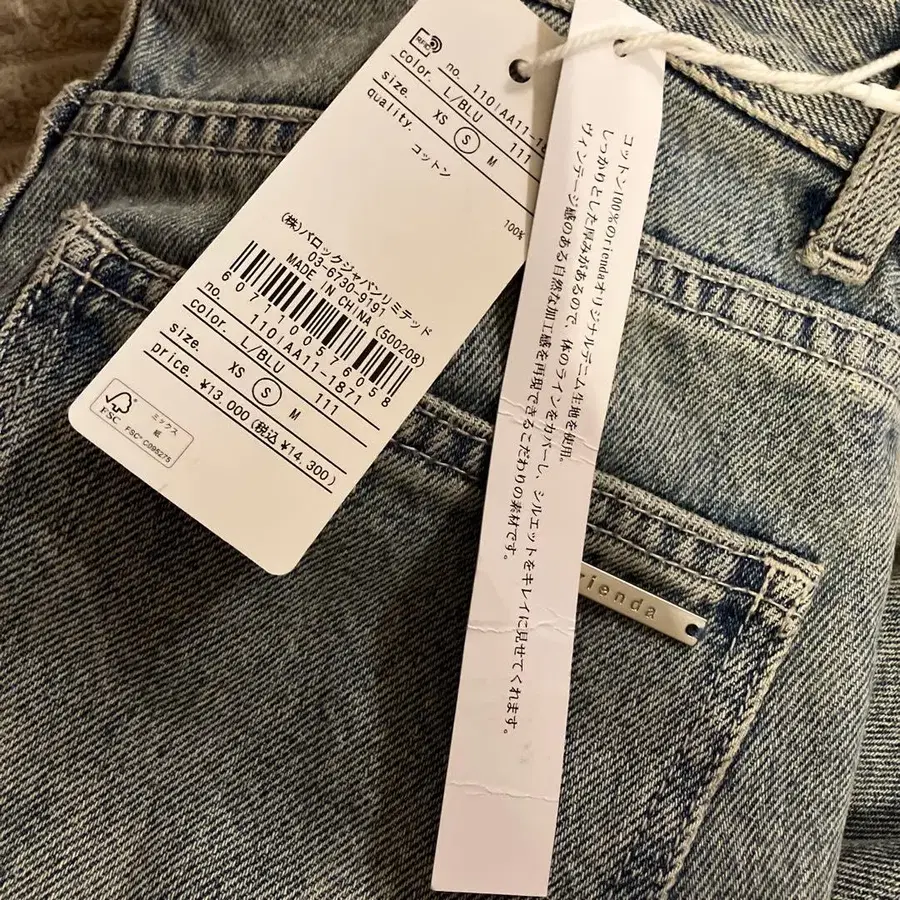 no. 110IAA11-18
color. L/BLU 111
size. XS S M
quality.
コットン 100%
(株)バロックジャパンリミテッド
03-6730-9191
MADE IN CHINA (500208)
6071005760858
no. 110IAA11-1871
color. L/BLU 111
size. XS S M
price. ¥13,000 (税込 ¥14,300)
FSC
ミックス
紙
FSC® C095275
コットン100%のriendaオリジナルデニム生地を使用。
しっかりとした厚みがあるので、体のラインをカバーし、シルエットをキレイに見せてくれます。
ヴィンテージ感のある自然な加工感を再現できるこだわりの素材です。
rienda